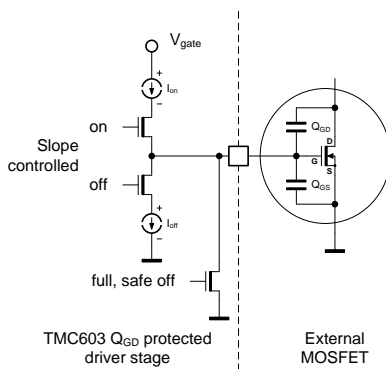 Vgate
+
Ion
−
on
Slope
controlled
off
+
Ioff
−
full, safe off
QGD
D
G
S
QGS
TMC603 QGD protected
driver stage
External
MOSFET